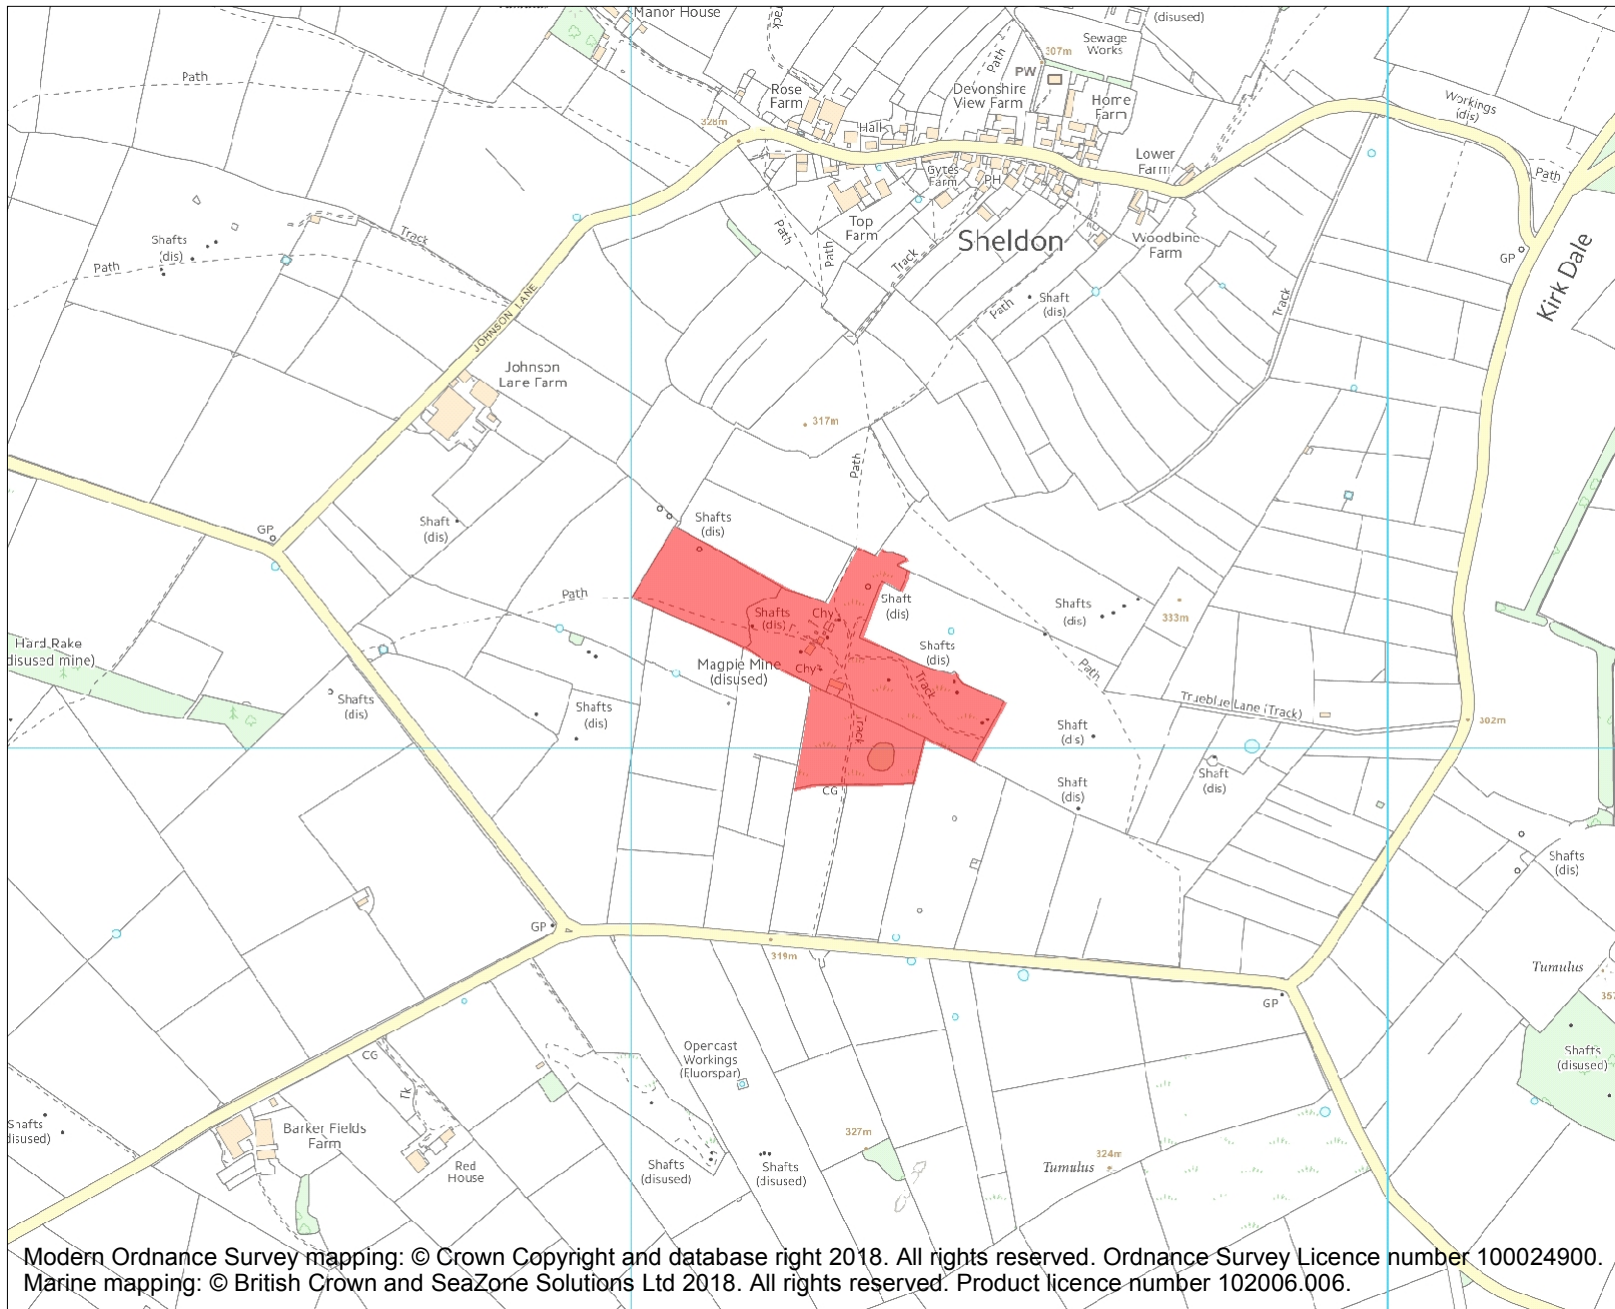 Manor House
Track
(disused)
Sewage
Works
307m
Path
PW
Path
Rose
Farm
Devonshire
View Farm
Home
Farm
Workings
(dis)
328m
Hall
Lower
Farm
Gytes
Farm
PH
Path
Top
Farm
Sheldon
Woodbine
Farm
Path
Path
Track
Track
Shafts
(dis)
Path
GP
Kirk Dale
Path
Shaft
(dis)
Track
JOHNSON LANE
Johnson
Lane Farm
317m
Path
GP
Shaft
(dis)
Shafts
(dis)
Path
Shafts
(dis)
Chy
Shaft
(dis)
Shafts
(dis)
333m
Hard Rake
disused mine)
Magpie Mine
(disused)
Chy
Shafts
(dis)
Track
Path
Shafts
(dis)
Shafts
(dis)
Track
Trueblue Lane (Track)
302m
Shaft
(dis)
Shaft
(dis)
Shaft
(dis)
CG
Shafts
(dis)
GP
319m
Tumulus
357
GP
CG
Opencast
Workings
(Fluorspar)
Shafts
(disused)
Tk
Shafts
disused)
Barker Fields
Farm
327m
Red
House
Shafts
(disused)
Shafts
(disused)
Tumulus
324m
Modern Ordnance Survey mapping: © Crown Copyright and database right 2018. All rights reserved. Ordnance Survey Licence number 100024900.
Marine mapping: © British Crown and SeaZone Solutions Ltd 2018. All rights reserved. Product licence number 102006.006.